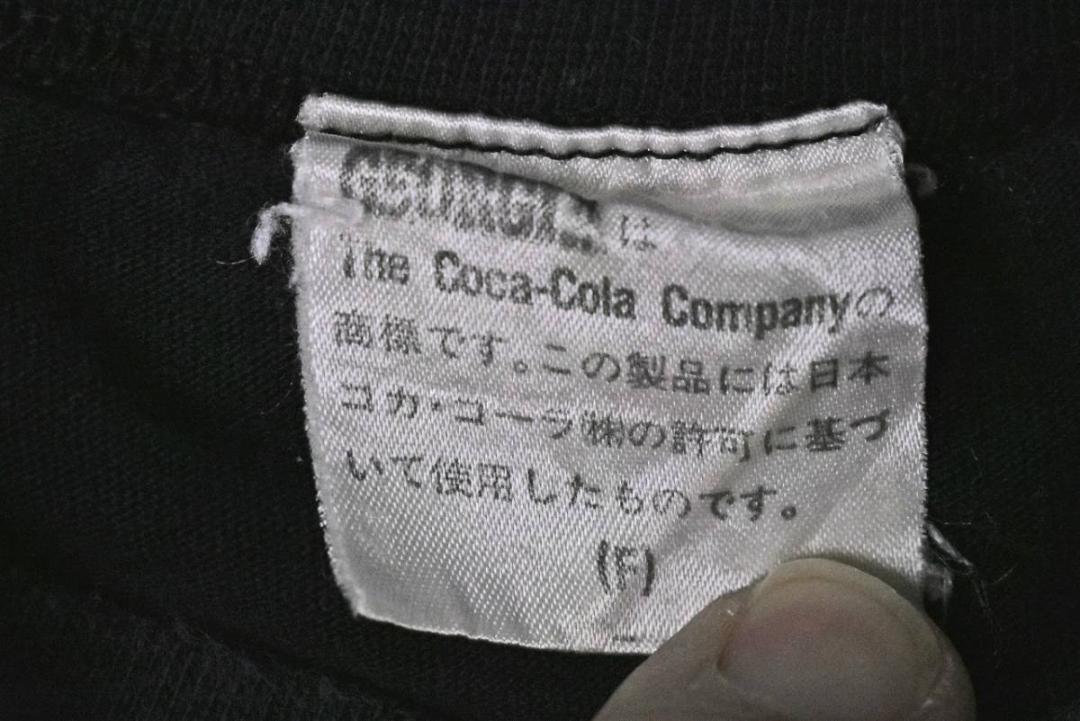 は
The Coca-Cola Companyの
商標です。この製品には日本
コカ・コーラ㈱の許可に基づ
いて使用したものです。
(F)